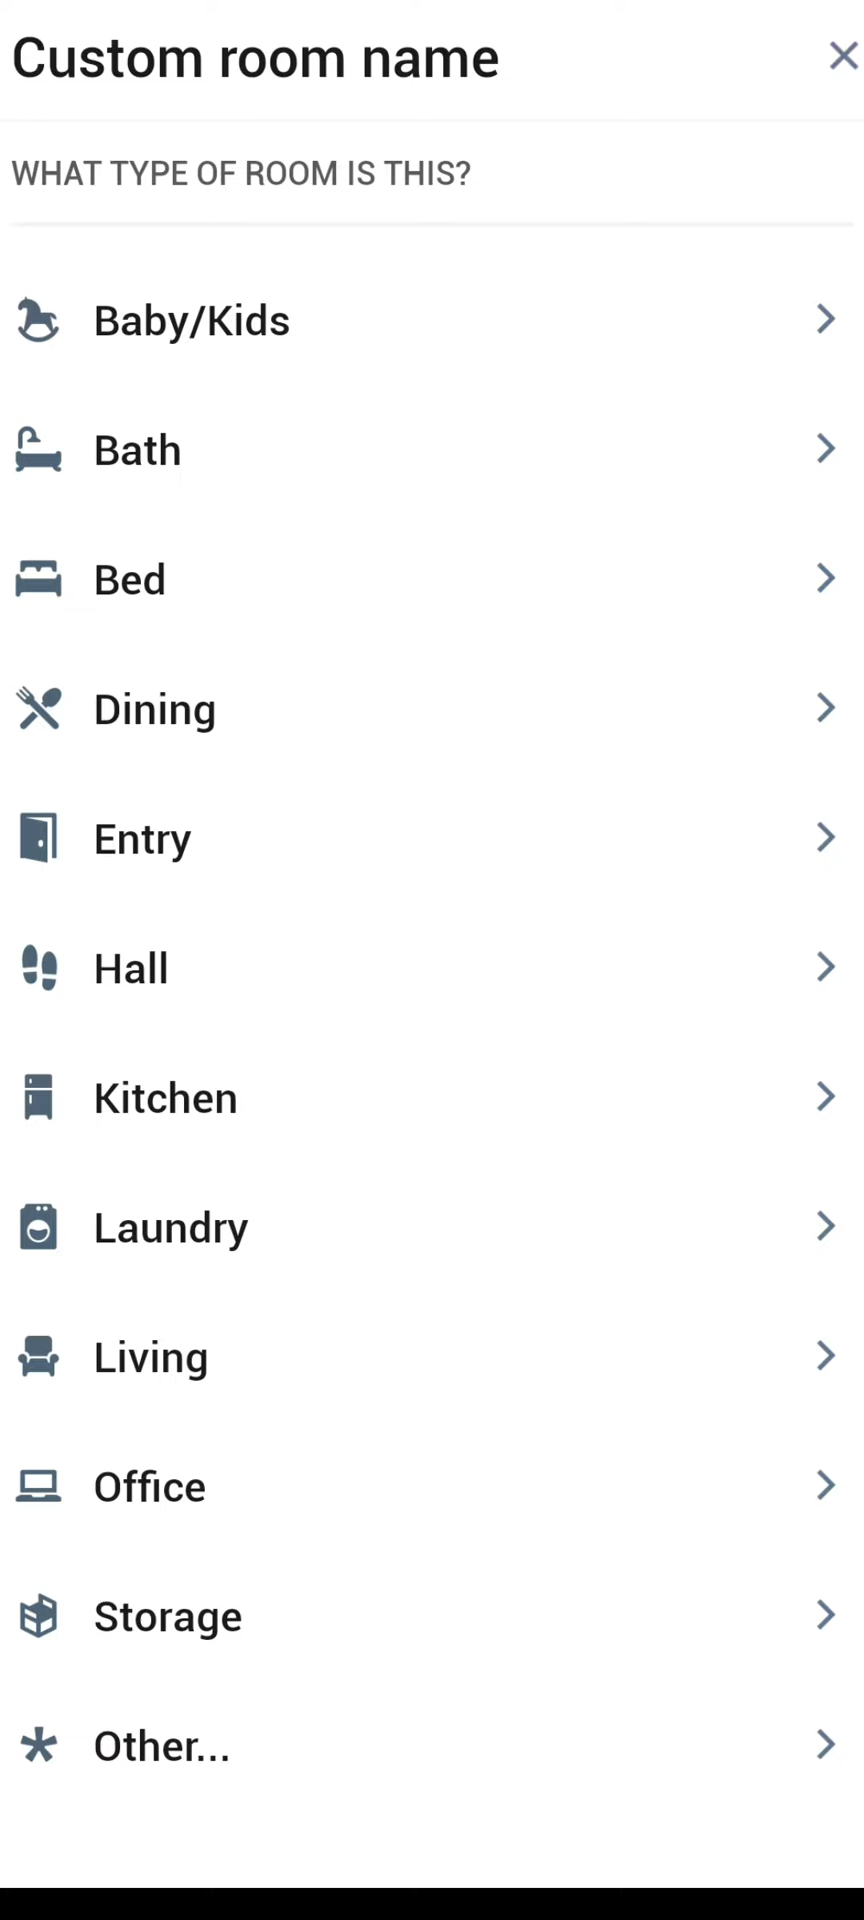 Custom room name
WHAT TYPE OF ROOM IS THIS?
Baby/Kids
Bath
Bed
Dining
Entry
Hall
Kitchen
Laundry
Living
Office
Storage
Other...